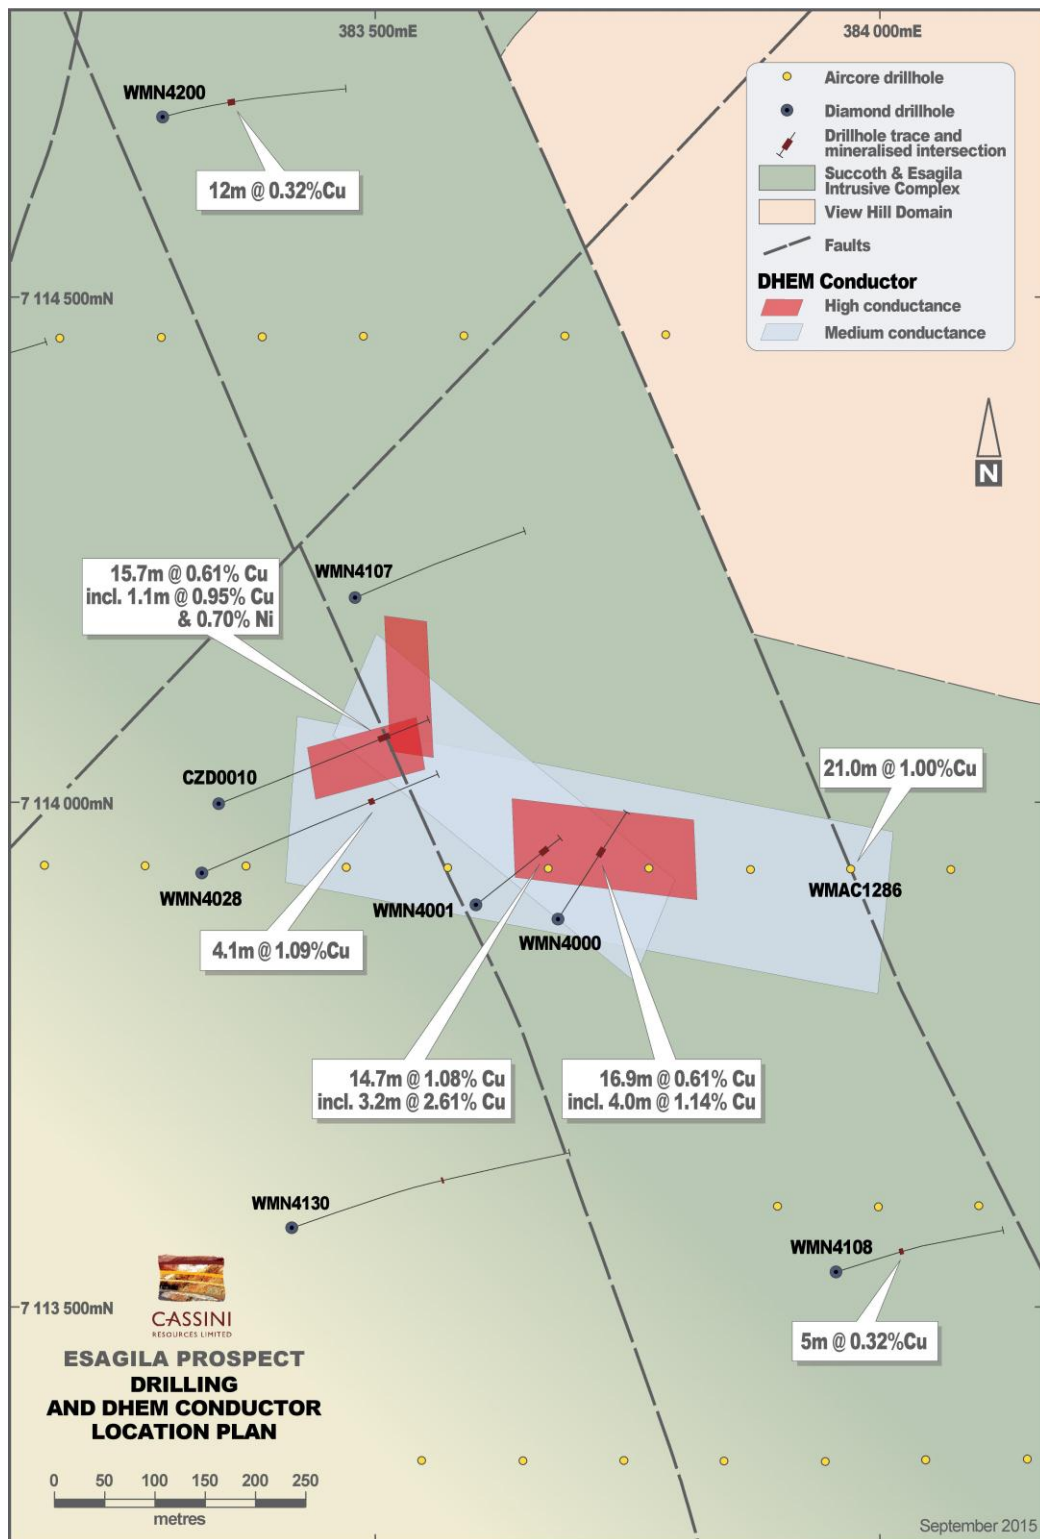 383 500mE
384 000mE
WMN4200
12m @ 0.32%Cu
Aircore drillhole
Diamond drillhole
Drillhole trace and
mineralised intersection
Succoth & Esagila
Intrusive Complex
View Hill Domain
Faults
DHEM Conductor
High conductance
Medium conductance
7 114 500mN
N
15.7m @ 0.61% Cu
incl. 1.1m @ 0.95% Cu
& 0.70% Ni
WMN4107
CZD0010
21.0m @ 1.00%Cu
7 114 000mN
WMN4028
WMN4001
WMN4000
WMAC1286
4.1m @ 1.09%Cu
14.7m @ 1.08% Cu
incl. 3.2m @ 2.61% Cu
16.9m @ 0.61% Cu
incl. 4.0m @ 1.14% Cu
WMN4130
WMN4108
7 113 500mN
5m @ 0.32%Cu
CASSINI
RESOURCES LIMITED
ESAGILA PROSPECT
DRILLING
AND DHEM CONDUCTOR
LOCATION PLAN
0 50 100 150 200 250
metres
September 2015